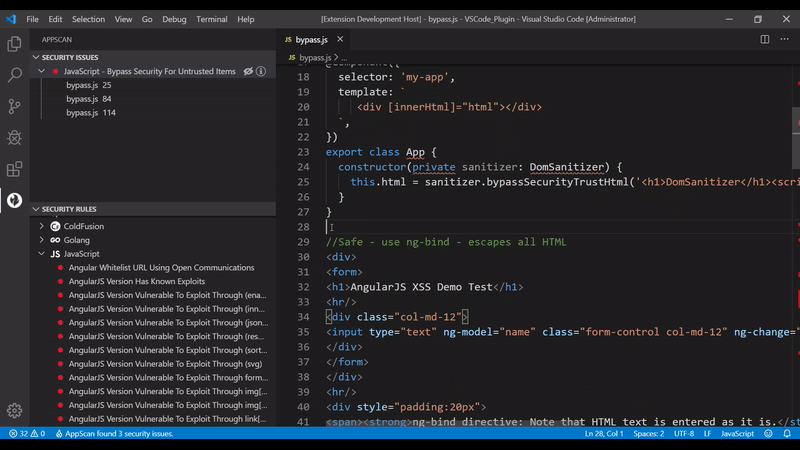 File Edit Selection View Go Debug Terminal Help [Extension Development Host] - bypass.js - VSCode_Plugin - Visual Studio Code [Administrator]
APPSCAN
SECURITY ISSUES
JavaScript - Bypass Security For Untrusted Items
bypass.js 25
bypass.js 84
bypass.js 114
SECURITY RULES
ColdFusion
Golang
JS JavaScript
Angular Whitelist URL Using Open Communications
AngularJS Version Has Known Exploits
AngularJS Version Vulnerable To Exploit Through (ena...
AngularJS Version Vulnerable To Exploit Through (inn...
AngularJS Version Vulnerable To Exploit Through (json...
AngularJS Version Vulnerable To Exploit Through (res...
AngularJS Version Vulnerable To Exploit Through (sort...
AngularJS Version Vulnerable To Exploit Through (svg)
AngularJS Version Vulnerable To Exploit Through form...
AngularJS Version Vulnerable To Exploit Through img[...
AngularJS Version Vulnerable To Exploit Through img[...
AngularJS Version Vulnerable To Exploit Through link[...
bypass.js
bypass.js > ...
18 selector: 'my-app',
19 template: `
20 <div [innerHtml]="html"></div>
21 `,
22 })
23 export class App {
24 constructor(private sanitizer: DomSanitizer) {
25 this.html = sanitizer.bypassSecurityTrustHtml('<h1>DomSanitizer</h1><scri
26 }
27 }
28
29 //Safe - use ng-bind - escapes all HTML
30 <div>
31 <form>
32 <h1>AngularJS XSS Demo Test</h1>
33 <hr/>
34 <div class="col-md-12">
35 <input type="text" ng-model="name" class="form-control col-md-12" ng-change="
36 </div>
37 </form>
38 </div>
39 <hr/>
40 <div style="padding:20px">
41 <span><strong>ng-bind directive: Note that HTML text is entered as it is.</s
32 0 AppScan found 3 security issues. Ln 28, Col 1 Spaces: 2 UTF-8 LF JavaScript